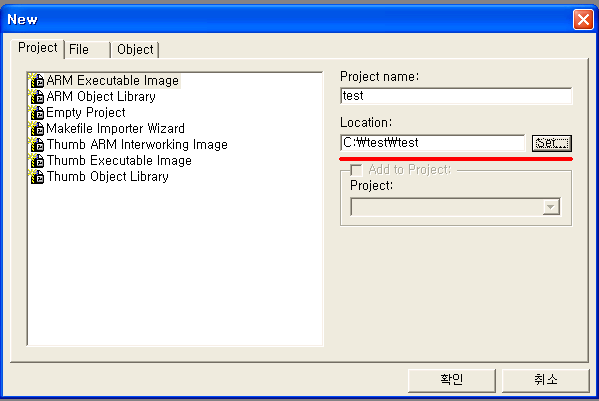 New
Project File Object
ARM Executable Image
ARM Object Library
Empty Project
Makefile Importer Wizard
Thumb ARM Interworking Image
Thumb Executable Image
Thumb Object Library
Project name:
test
Location:
C:₩test₩test Set...
Add to Project:
Project:
확인 취소